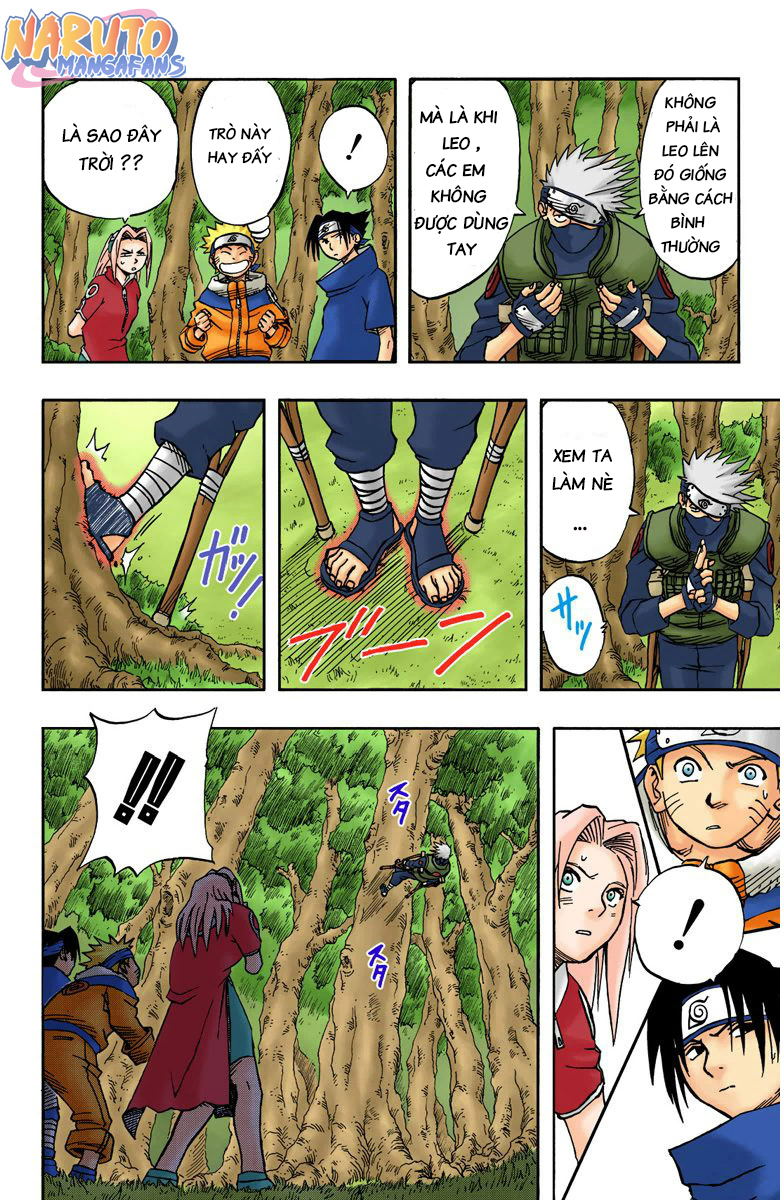 NARUTO
MANGAFANS
KHÔNG
PHẢI LÀ
LEO LÊN
ĐÓ GIỐNG
BẰNG CÁCH
BÌNH
THƯỜNG
MÀ LÀ KHI
LEO ,
CÁC EM
KHÔNG
ĐƯỢC DÙNG
TAY
!
TRÒ NÀY
HAY ĐẤY
LÀ SAO ĐÂY
TRỜI ??
XEM TA
LÀM NÈ
...
サッ
ブーン
ガッ!
!
!!
スタ
スタ